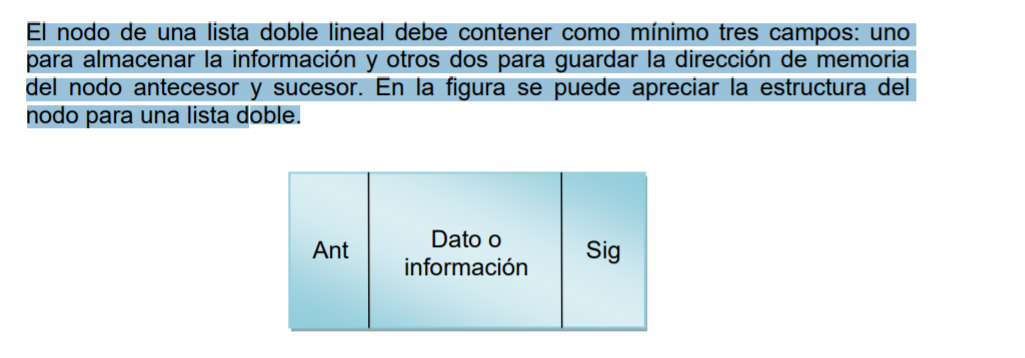 El nodo de una lista doble lineal debe contener como mínimo tres campos: uno
para almacenar la información y otros dos para guardar la dirección de memoria
del nodo antecesor y sucesor. En la figura se puede apreciar la estructura del
nodo para una lista doble.
Ant
Dato o
información
Sig